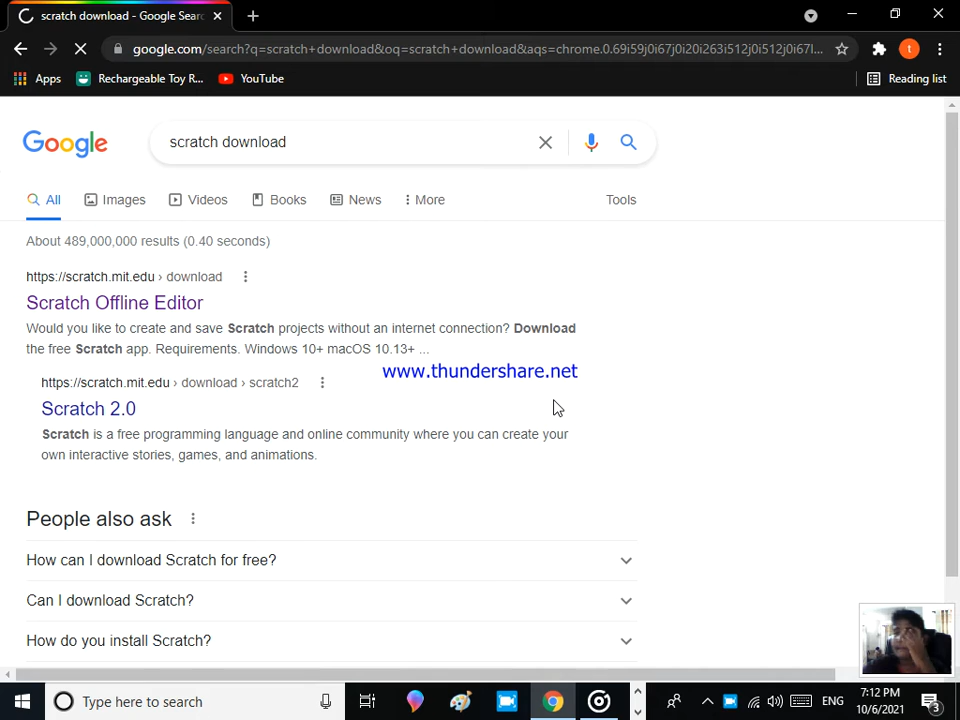 scratch download - Google Sear
google.com/search?q=scratch+download&oq=scratch+download&aqs=chrome.0.69i59j0i67j0i20i263i512j0i512j0i67l...
t
Apps
Rechargeable Toy R...
YouTube
Reading list
Google
scratch download
All
Images
Videos
Books
News
More
Tools
About 489,000,000 results (0.40 seconds)
https://scratch.mit.edu › download
Scratch Offline Editor
Would you like to create and save Scratch projects without an internet connection? Download
the free Scratch app. Requirements. Windows 10+ macOS 10.13+ ...
www.thundershare.net
https://scratch.mit.edu › download › scratch2
Scratch 2.0
Scratch is a free programming language and online community where you can create your
own interactive stories, games, and animations.
People also ask
How can I download Scratch for free?
Can I download Scratch?
How do you install Scratch?
Type here to search
ENG
7:12 PM
10/6/2021
3